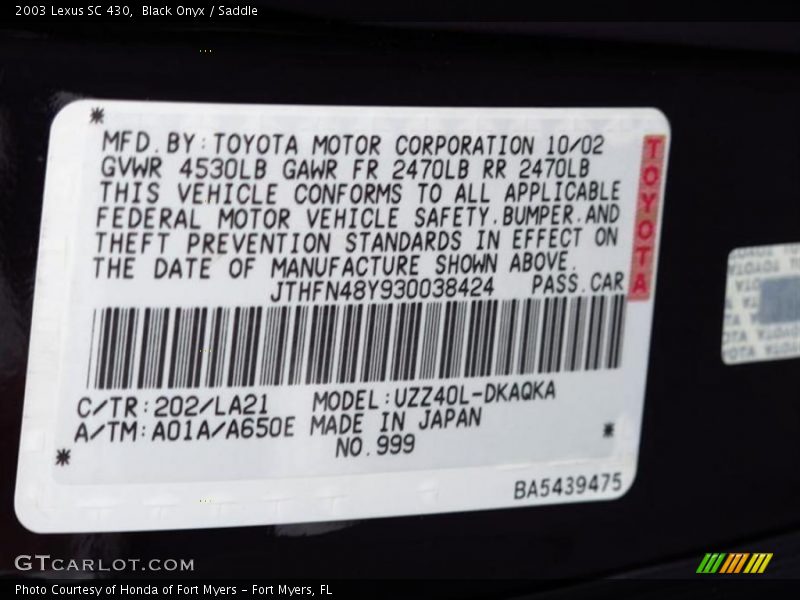 2003 Lexus SC 430, Black Onyx / Saddle
MFD. BY: TOYOTA MOTOR CORPORATION 10/02
GVWR 4530LB GAWR FR 2470LB RR 2470LB
THIS VEHICLE CONFORMS TO ALL APPLICABLE
FEDERAL MOTOR VEHICLE SAFETY. BUMPER. AND
THEFT PREVENTION STANDARDS IN EFFECT ON
THE DATE OF MANUFACTURE SHOWN ABOVE.
JTHFN48Y930038424 PASS. CAR
TOYOTA
C/TR: 202/LA21 MODEL: UZZ40L-DKAQKA
A/TM: A01A/A650E MADE IN JAPAN
NO. 999
BA5439475
GTCARLOT.COM
Photo Courtesy of Honda of Fort Myers - Fort Myers, FL